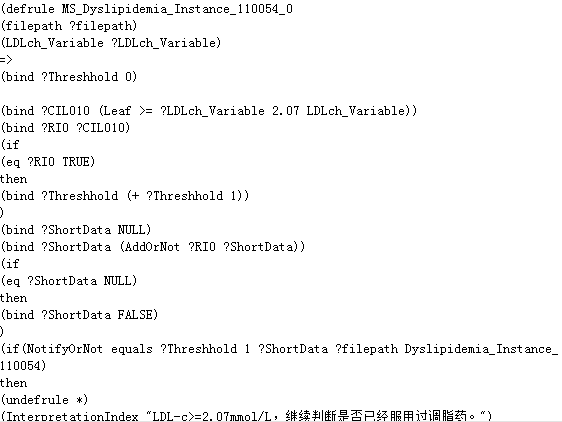 (defrule MS_Dyslipidemia_Instance_110054_0
(filepath ?filepath)
(LDLch_Variable ?LDLch_Variable)
=>
(bind ?Threshhold 0)
(bind ?CIL010 (Leaf >= ?LDLch_Variable 2.07 LDLch_Variable))
(bind ?RI0 ?CIL010)
(if
(eq ?RI0 TRUE)
then
(bind ?Threshhold (+ ?Threshhold 1))
)
(bind ?ShortData NULL)
(bind ?ShortData (AddOrNot ?RI0 ?ShortData))
(if
(eq ?ShortData NULL)
then
(bind ?ShortData FALSE)
)
(if(NotifyOrNot equals ?Threshhold 1 ?ShortData ?filepath Dyslipidemia_Instance_
110054)
then
(undefrule *)
(InterpretationIndex "LDL-c>=2.07mmol/L，继续判断是否已经服用过调脂药。")